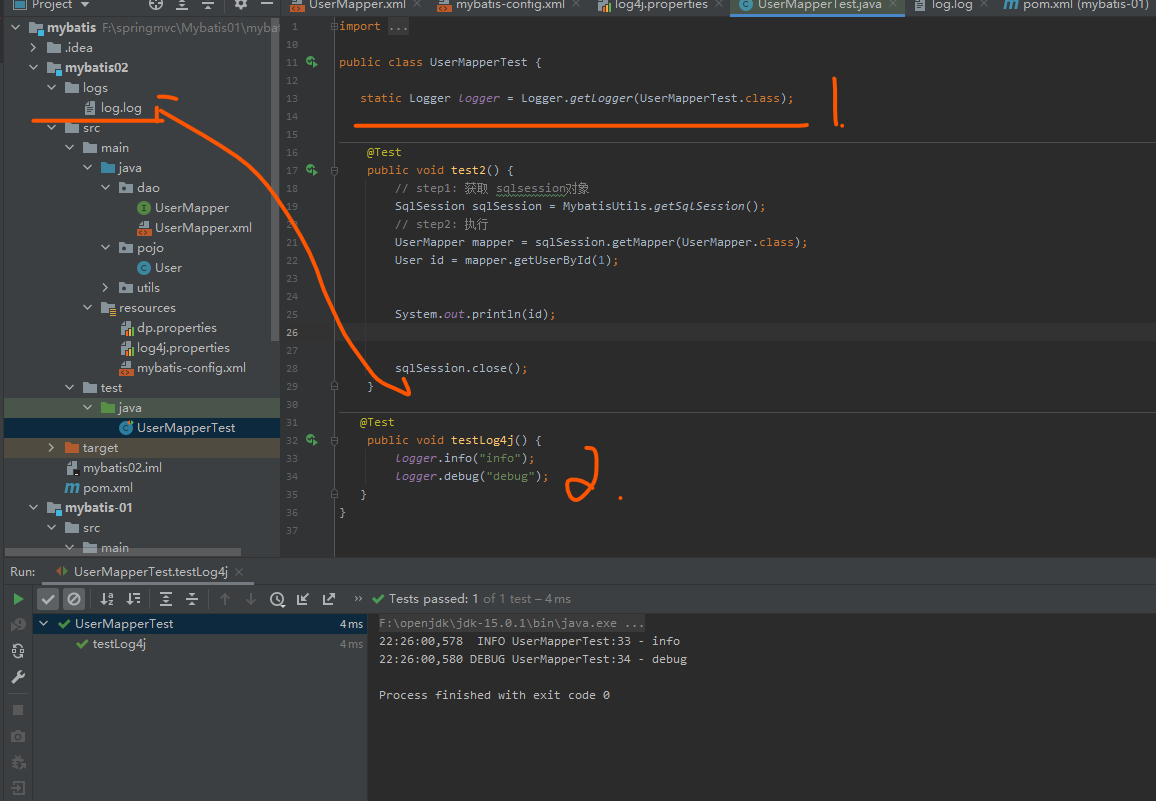 Project
UserMapper.xml
mybatis-config.xml
log4j.properties
UserMapperTest.java
log.log
pom.xml (mybatis-01)
mybatis F:\springmvc\Mybatis01\mybat
.idea
mybatis02
logs
log.log
src
main
java
dao
UserMapper
UserMapper.xml
pojo
User
utils
resources
dp.properties
log4j.properties
mybatis-config.xml
test
java
UserMapperTest
target
mybatis02.iml
pom.xml
mybatis-01
src
main
1 import ...
10
11 public class UserMapperTest {
12
13 static Logger logger = Logger.getLogger(UserMapperTest.class);
14
15
16 @Test
17 public void test2() {
18 // step1: 获取 sqlsession对象
19 SqlSession sqlSession = MybatisUtils.getSqlSession();
20 // step2: 执行
21 UserMapper mapper = sqlSession.getMapper(UserMapper.class);
22 User id = mapper.getUserById(1);
23
24
25 System.out.println(id);
26
27
28 sqlSession.close();
29 }
30
31 @Test
32 public void testLog4j() {
33 logger.info("info");
34 logger.debug("debug");
35 }
36 }
37
1.
2.
Run: UserMapperTest.testLog4j
Tests passed: 1 of 1 test – 4 ms
UserMapperTest 4 ms
testLog4j 4 ms
F:\openjdk\jdk-15.0.1\bin\java.exe ...
22:26:00,578  INFO UserMapperTest:33 - info
22:26:00,580 DEBUG UserMapperTest:34 - debug
Process finished with exit code 0